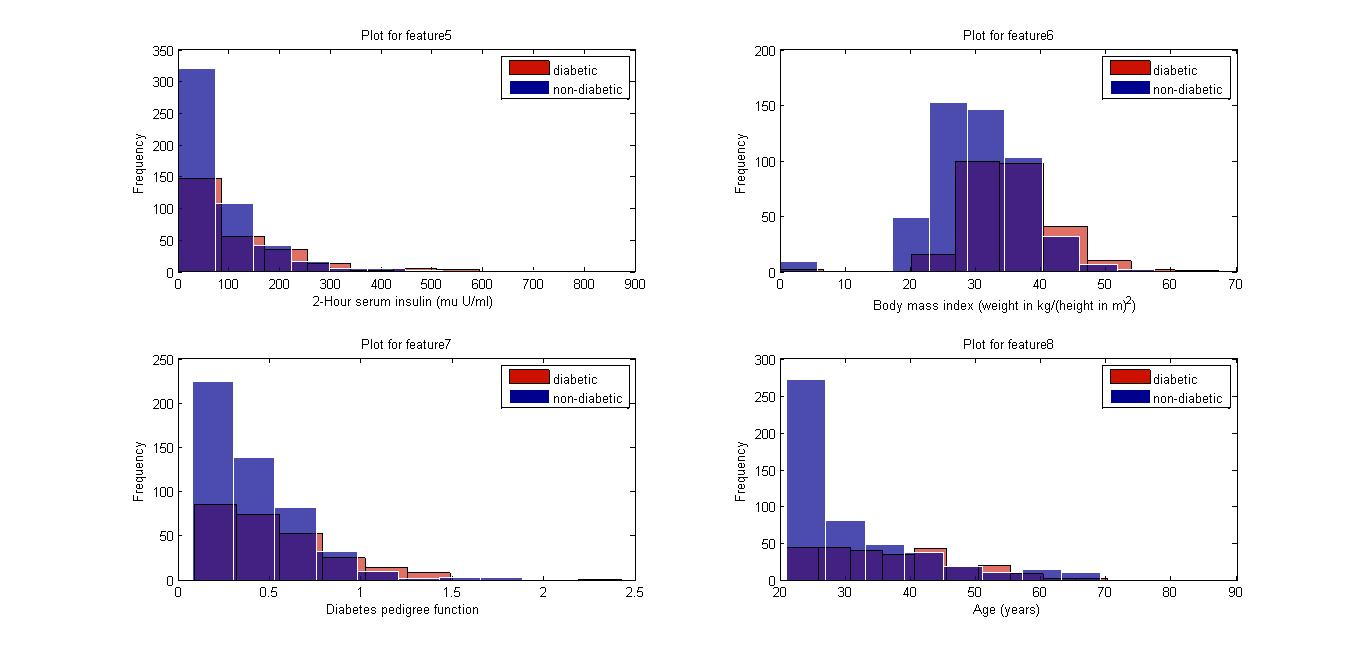 Plot for feature5
350
300
250
200
150
100
50
0
Frequency
diabetic
non-diabetic
0 100 200 300 400 500 600 700 800 900
2-Hour serum insulin (mu U/ml)
Plot for feature6
200
150
100
50
0
Frequency
diabetic
non-diabetic
0 10 20 30 40 50 60 70
Body mass index (weight in kg/(height in m)²)
Plot for feature7
250
200
150
100
50
0
Frequency
diabetic
non-diabetic
0 0.5 1 1.5 2 2.5
Diabetes pedigree function
Plot for feature8
300
250
200
150
100
50
0
Frequency
diabetic
non-diabetic
20 30 40 50 60 70 80 90
Age (years)